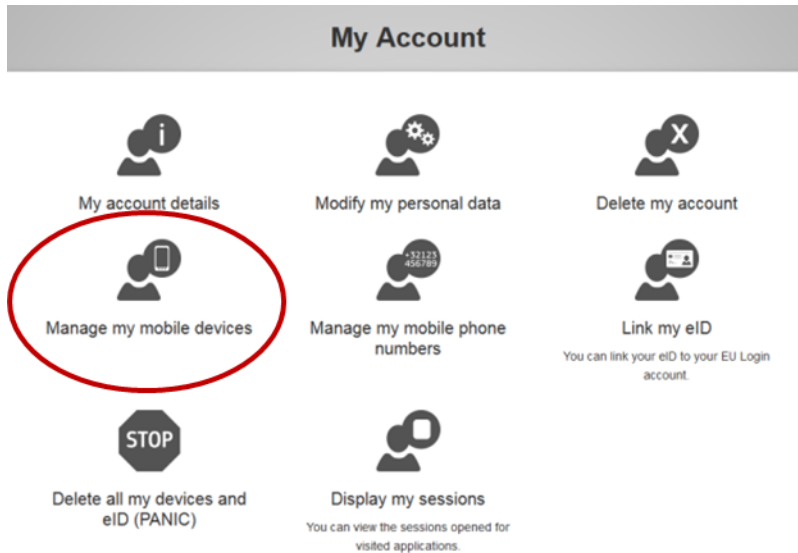 My Account
i
X
My account details
Modify my personal data
Delete my account
+32123
456789
Manage my mobile devices
Manage my mobile phone
numbers
Link my eID
You can link your eID to your EU Login
account.
STOP
Delete all my devices and
eID (PANIC)
Display my sessions
You can view the sessions opened for
visited applications.